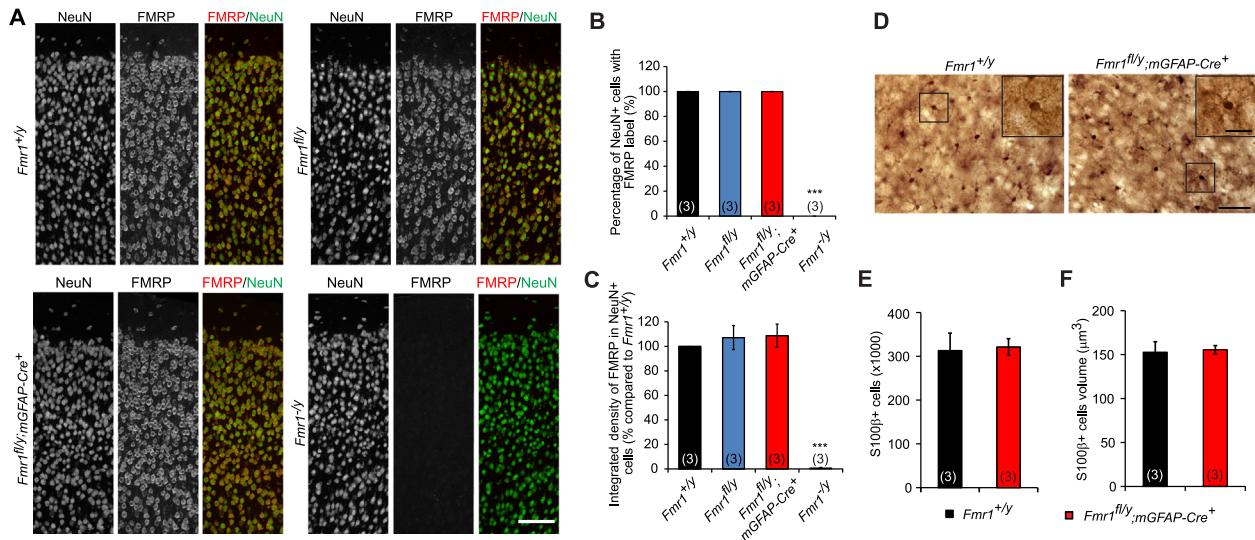 A
NeuN FMRP FMRP/NeuN
NeuN FMRP FMRP/NeuN
Fmr1+/y
Fmr1fl/y
NeuN FMRP FMRP/NeuN
NeuN FMRP FMRP/NeuN
Fmr1fl/y;mGFAP-Cre+
Fmr1-/y
B
Percentage of NeuN+ cells with
FMRP label (%)
120
100
80
60
40
20
0
***
(3) (3) (3) (3)
Fmr1+/y
Fmr1fl/y
Fmr1fl/y;
mGFAP-Cre+
Fmr1-/y
C
Integrated density of FMRP in NeuN+
cells (% compared to Fmr1+/y)
120
100
80
60
40
20
0
***
(3) (3) (3) (3)
Fmr1+/y
Fmr1fl/y
Fmr1fl/y;
mGFAP-Cre+
Fmr1-/y
D
Fmr1+/y
Fmr1fl/y;mGFAP-Cre+
E
S100β+ cells (x1000)
400
300
200
100
0
(3) (3)
F
S100β+ cells volume (μm3)
200
150
100
50
0
(3) (3)
Fmr1+/y
Fmr1fl/y;mGFAP-Cre+